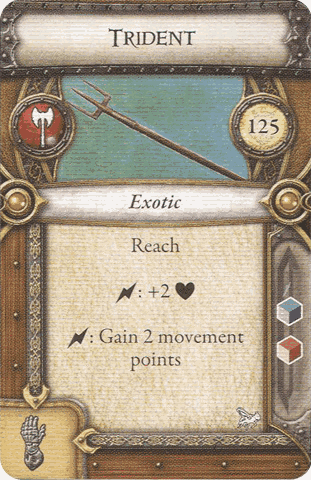 TRIDENT
125
Exotic
Reach
: +2
: Gain 2 movement
points